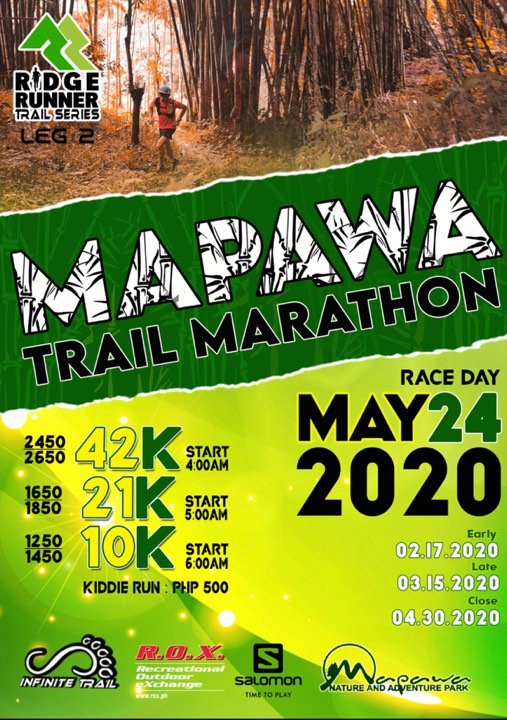 RIDGE
RUNNER
TRAIL SERIES
LEG 2
MAPAWA
TRAIL MARATHON
RACE DAY
MAY24
2020
2450
2650
42K
START
4:00AM
1650
1850
21K
START
5:00AM
1250
1450
10K
START
6:00AM
KIDDIE RUN : PHP 500
Early
02.17.2020
Late
03.15.2020
Close
04.30.2020
INFINITE TRAIL
R.O.X.
Recreational
Outdoor
eXchange
www.rox.ph
S
SALOMON
TIME TO PLAY
Mapawa
NATURE AND ADVENTURE PARK